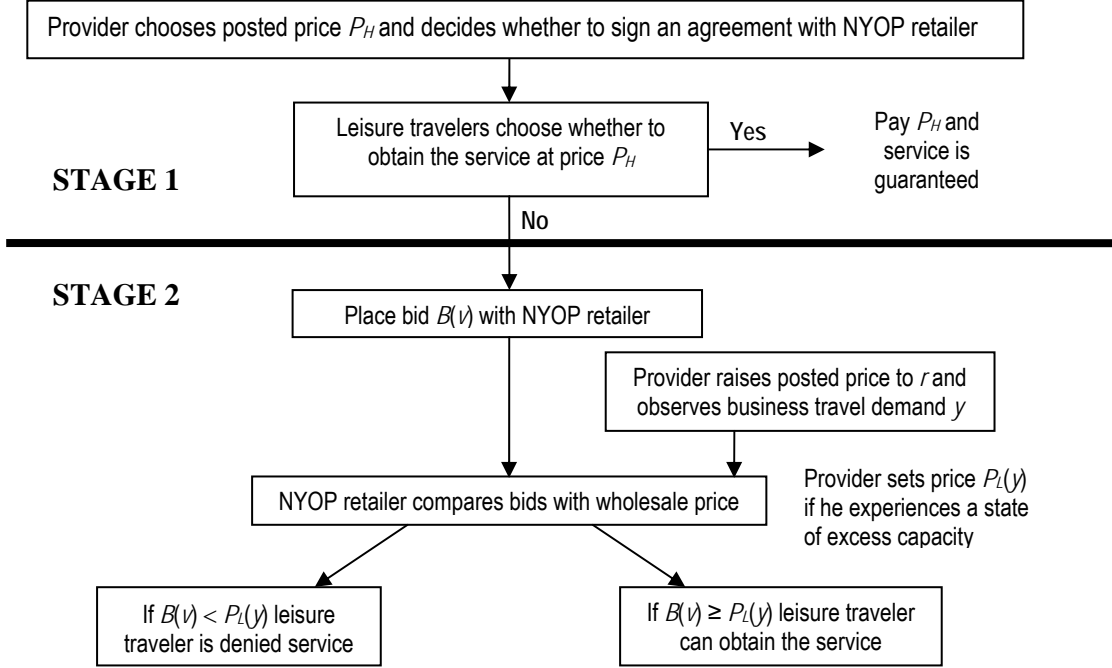 Provider chooses posted price P_H and decides whether to sign an agreement with NYOP retailer
Leisure travelers choose whether to
obtain the service at price P_H
Yes
Pay P_H and
service is
guaranteed
STAGE 1
No
STAGE 2
Place bid B(v) with NYOP retailer
Provider raises posted price to r and
observes business travel demand y
NYOP retailer compares bids with wholesale price
Provider sets price P_L(y)
if he experiences a state
of excess capacity
If B(v) < P_L(y) leisure
traveler is denied service
If B(v) ≥ P_L(y) leisure traveler
can obtain the service